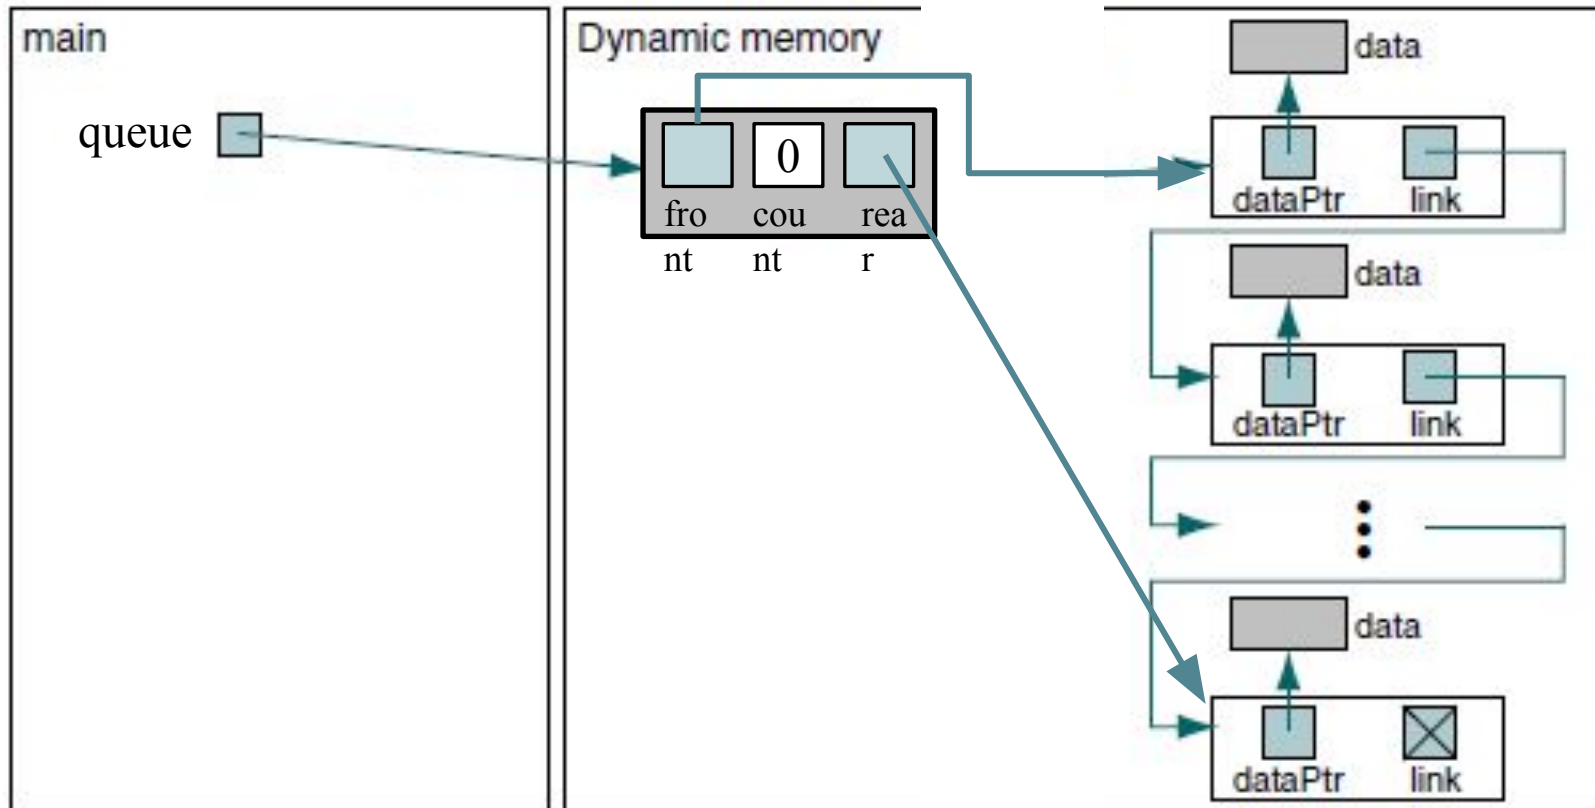 main
Dynamic memory
queue
0
fro
nt
cou
nt
rea
r
data
dataPtr
link
data
dataPtr
link
data
dataPtr
link